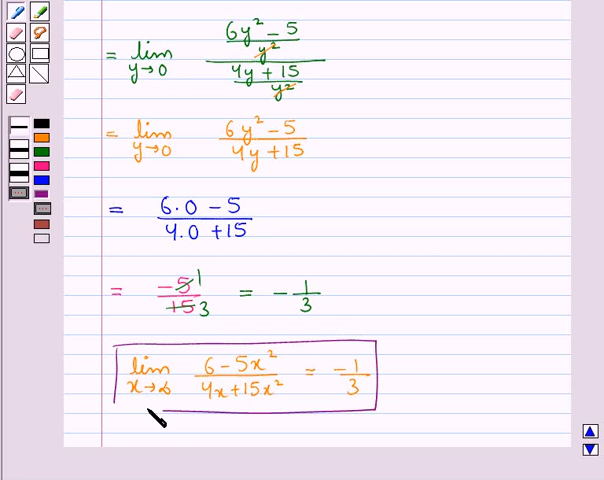 = lim y→0 ((6y² − 5)/y²)/((4y + 15)/y²)
= lim y→0 (6y² − 5)/(4y + 15)
= (6·0 − 5)/(4.0 + 15)
= −5 1/15 3 = −1/3
lim x→∞ (6 − 5x²)/(4x + 15x²) = −1/3